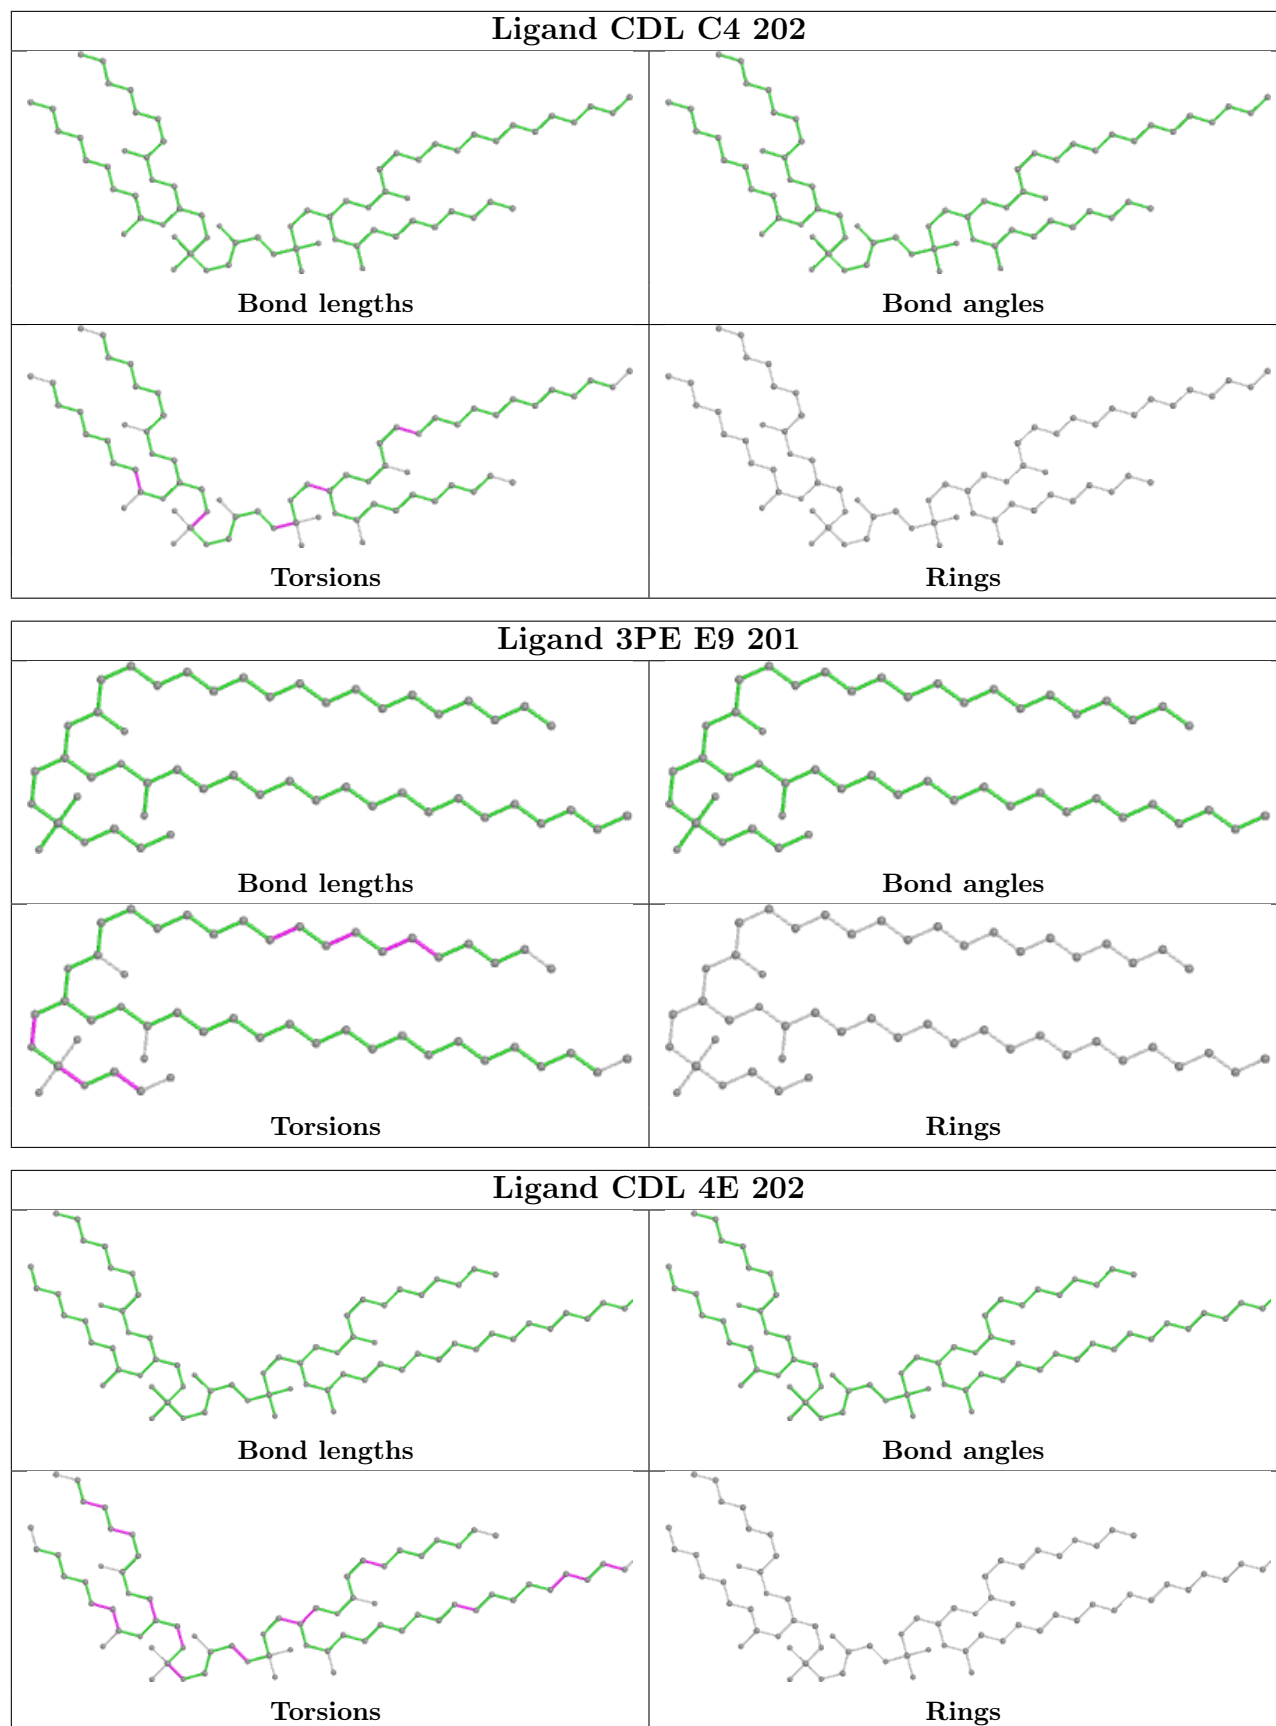 Ligand CDL C4 202
Bond lengths
Bond angles
Torsions
Rings
Ligand 3PE E9 201
Bond lengths
Bond angles
Torsions
Rings
Ligand CDL 4E 202
Bond lengths
Bond angles
Torsions
Rings